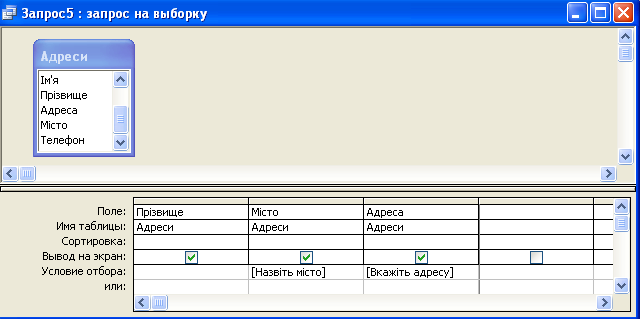 Запрос5 : запрос на выборку
Адреси
Ім'я
Прізвище
Адреса
Місто
Телефон
Поле: Прізвище Місто Адреса
Имя таблицы: Адреси Адреси Адреси
Сортировка:
Вывод на экран:
Условие отбора: [Назвіть місто] [Вкажіть адресу]
или: